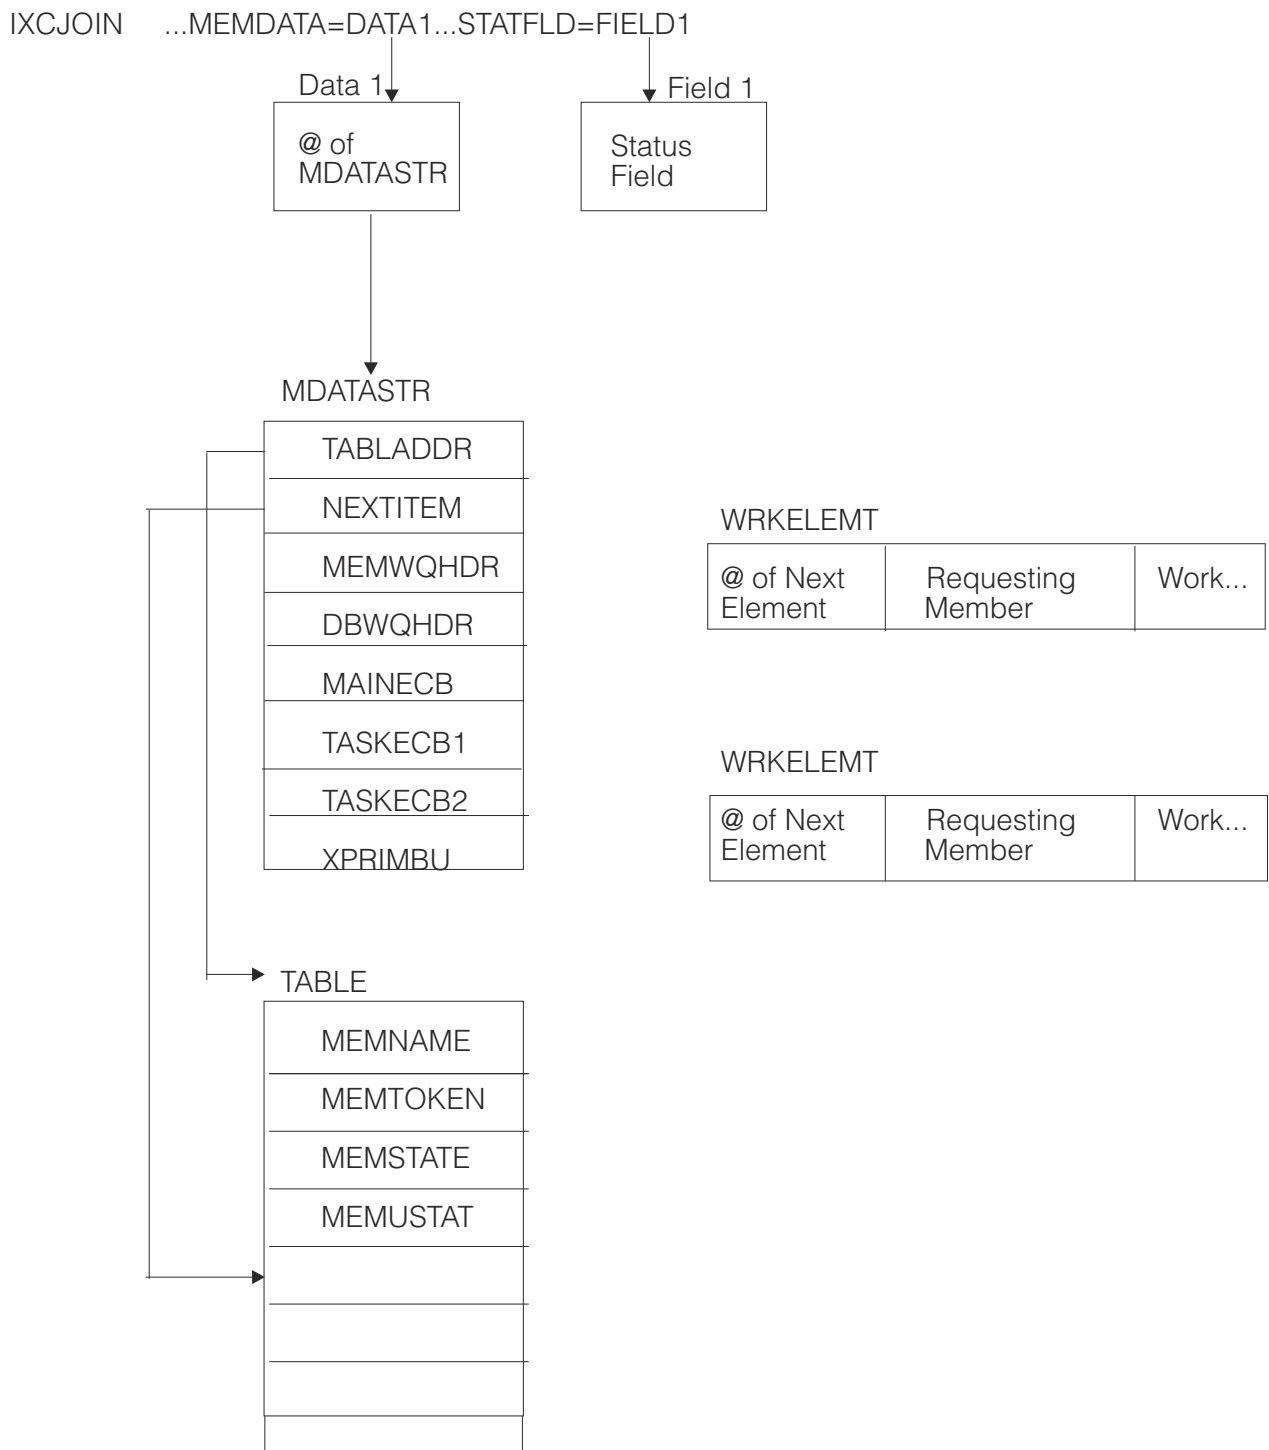 IXCJOIN ...MEMDATA=DATA1...STATFLD=FIELD1
Data 1
Field 1
@ of
MDATASTR
Status
Field
MDATASTR
TABLADDR
NEXTITEM
MEMWQHDR
DBWQHDR
MAINECB
TASKECB1
TASKECB2
XPRIMBU
WRKELEMT
@ of Next
Element
Requesting
Member
Work...
WRKELEMT
@ of Next
Element
Requesting
Member
Work...
TABLE
MEMNAME
MEMTOKEN
MEMSTATE
MEMUSTAT